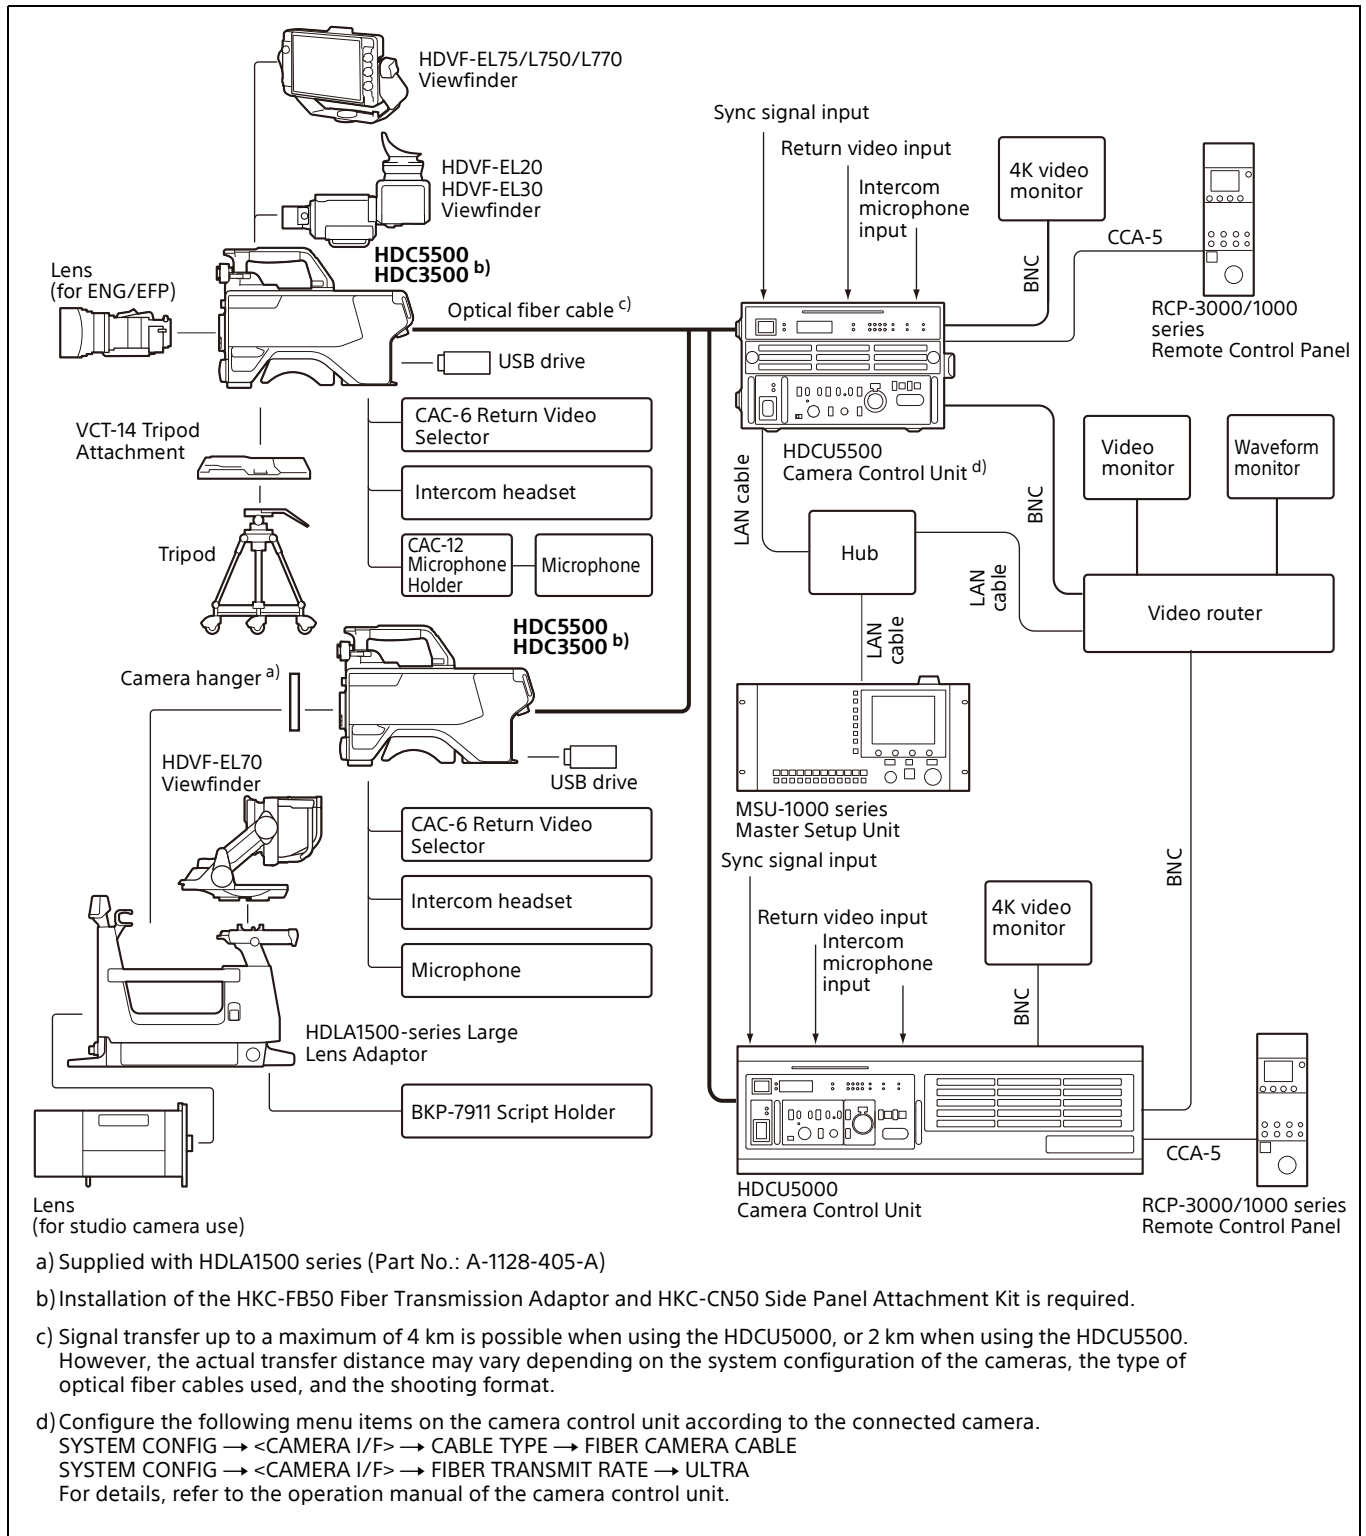 HDVF-EL75/L750/L770
Viewfinder
HDVF-EL20
HDVF-EL30
Viewfinder
HDC5500
HDC3500 b)
Lens
(for ENG/EFP)
Optical fiber cable c)
USB drive
VCT-14 Tripod
Attachment
Tripod
CAC-6 Return Video
Selector
Intercom headset
CAC-12
Microphone
Holder
Microphone
Sync signal input
Return video input
Intercom
microphone
input
4K video
monitor
BNC
CCA-5
RCP-3000/1000
series
Remote Control Panel
HDCU5500
Camera Control Unit d)
LAN cable
BNC
Video
monitor
Waveform
monitor
Hub
LAN
cable
LAN
cable
Video router
HDC5500
HDC3500 b)
Camera hanger a)
HDVF-EL70
Viewfinder
USB drive
CAC-6 Return Video
Selector
Intercom headset
Microphone
HDLA1500-series Large
Lens Adaptor
BKP-7911 Script Holder
Lens
(for studio camera use)
MSU-1000 series
Master Setup Unit
Sync signal input
Return video input
Intercom
microphone
input
4K video
monitor
BNC
BNC
CCA-5
HDCU5000
Camera Control Unit
RCP-3000/1000 series
Remote Control Panel
a) Supplied with HDLA1500 series (Part No.: A-1128-405-A)
b) Installation of the HKC-FB50 Fiber Transmission Adaptor and HKC-CN50 Side Panel Attachment Kit is required.
c) Signal transfer up to a maximum of 4 km is possible when using the HDCU5000, or 2 km when using the HDCU5500.
However, the actual transfer distance may vary depending on the system configuration of the cameras, the type of
optical fiber cables used, and the shooting format.
d) Configure the following menu items on the camera control unit according to the connected camera.
SYSTEM CONFIG → <CAMERA I/F> → CABLE TYPE → FIBER CAMERA CABLE
SYSTEM CONFIG → <CAMERA I/F> → FIBER TRANSMIT RATE → ULTRA
For details, refer to the operation manual of the camera control unit.